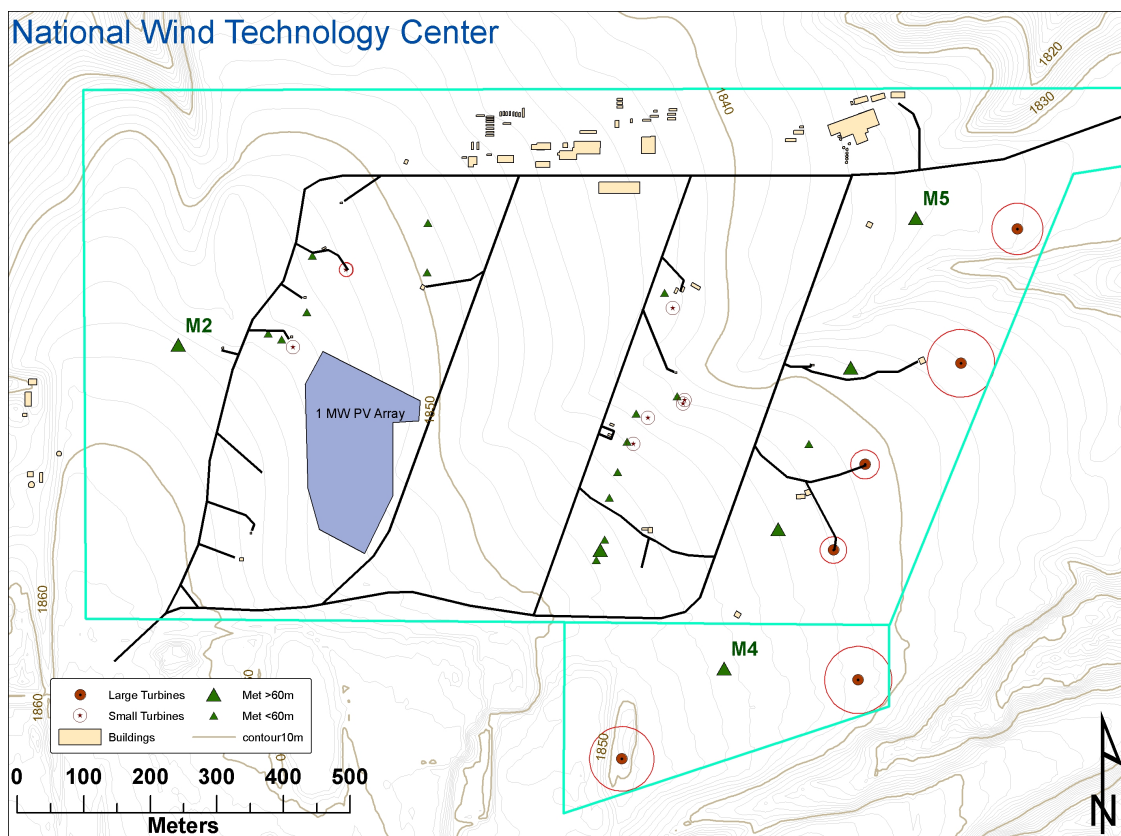 National Wind Technology Center
1820
1840
1830
M5
M2
1850
1 MW PV Array
1860
M4
1860
1850
Large Turbines
Met >60m
Small Turbines
Met <60m
Buildings
contour10m
0 100 200 300 400 500
Meters
N